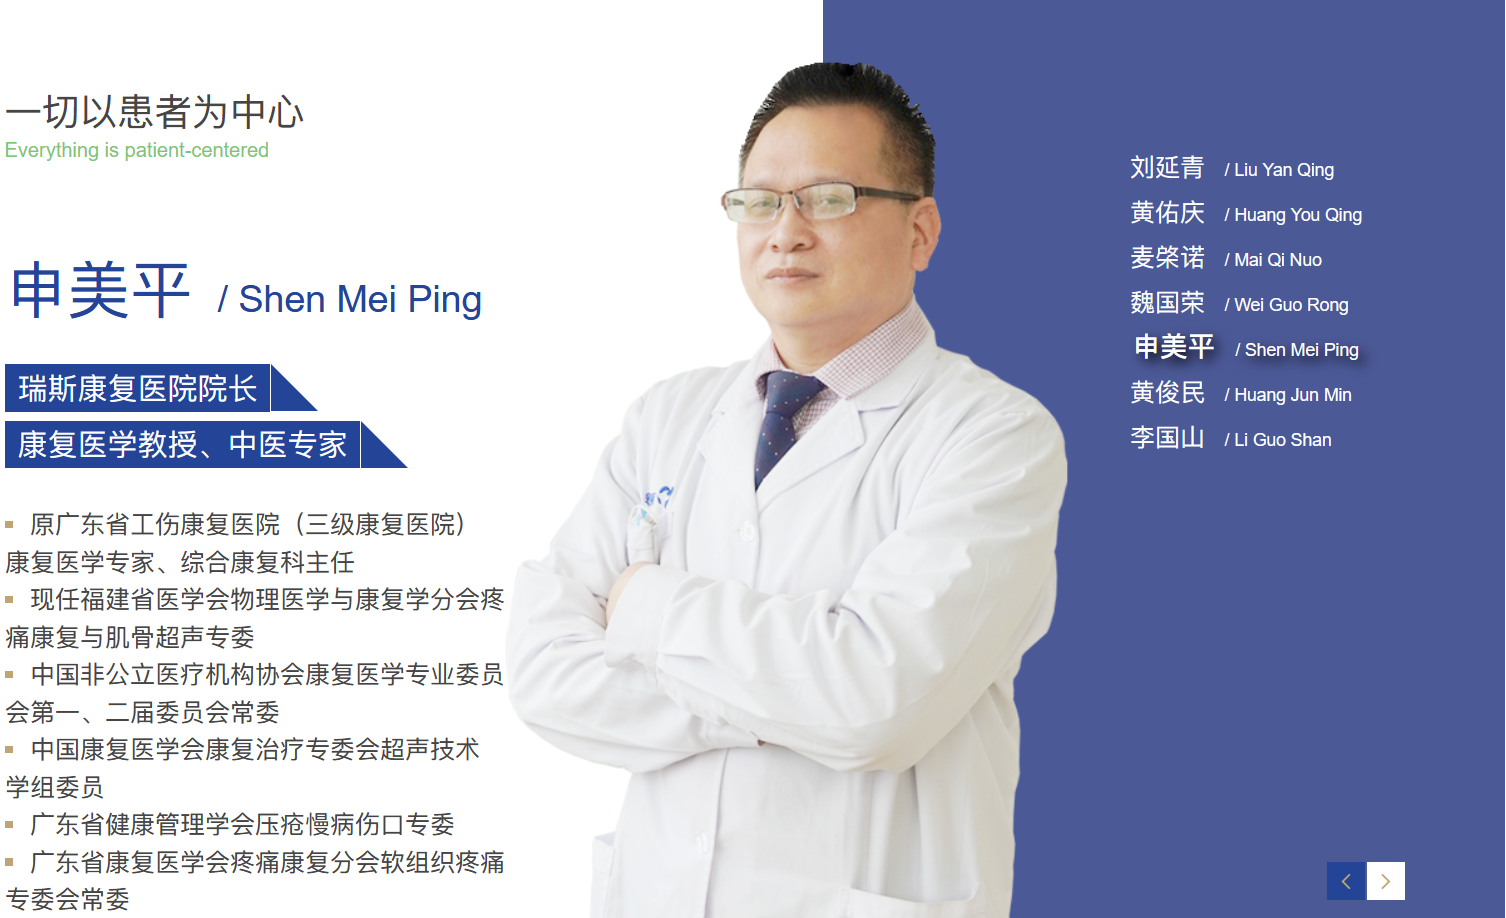 一切以患者为中心
Everything is patient-centered
申美平 / Shen Mei Ping
瑞斯康复医院院长
康复医学教授、中医专家
原广东省工伤康复医院（三级康复医院）
康复医学专家、综合康复科主任
现任福建省医学会物理医学与康复学分会疼
痛康复与肌骨超声专委
中国非公立医疗机构协会康复医学专业委员
会第一、二届委员会常委
中国康复医学会康复治疗专委会超声技术
学组委员
广东省健康管理学会压疮慢病伤口专委
广东省康复医学会疼痛康复分会软组织疼痛
专委会常委
刘延青 / Liu Yan Qing
黄佑庆 / Huang You Qing
麦棨诺 / Mai Qi Nuo
魏国荣 / Wei Guo Rong
申美平 / Shen Mei Ping
黄俊民 / Huang Jun Min
李国山 / Li Guo Shan